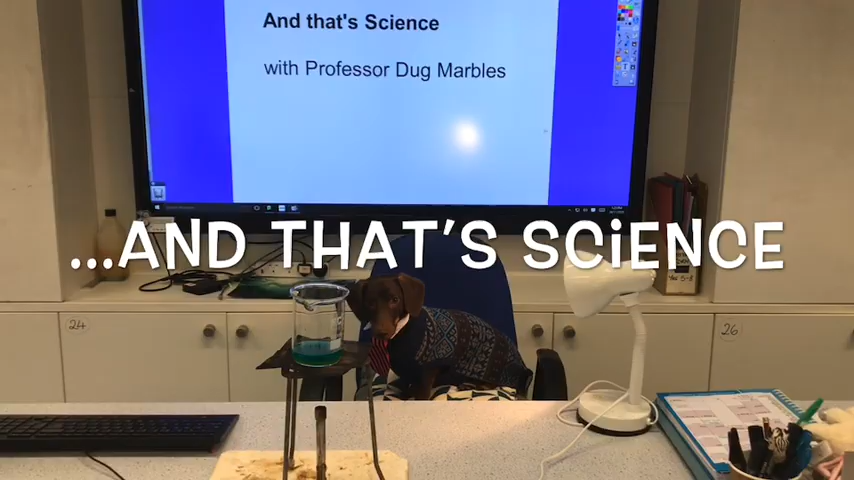 And that's Science
with Professor Dug Marbles
...AND THAT'S SCiENCE
24
26